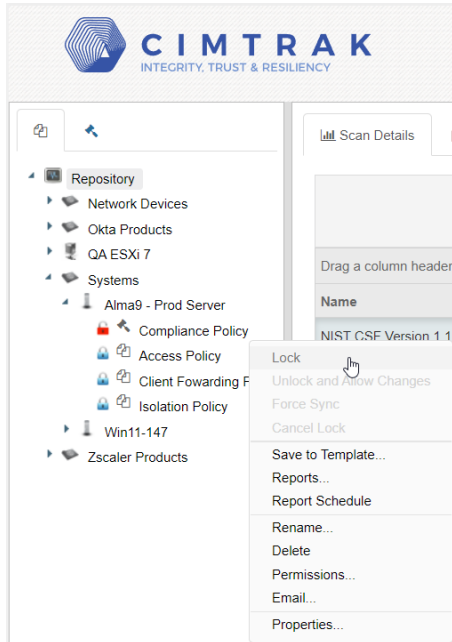 CIMTRAK
INTEGRITY, TRUST & RESILIENCY
Scan Details
Repository
Network Devices
Okta Products
QA ESXi 7
Systems
Alma9 - Prod Server
Compliance Policy
Access Policy
Client Fowarding
Isolation Policy
Win11-147
Zscaler Products
Drag a column header
Name
NIST CSF Version 1.1
Lock
Unlock and Allow Changes
Force Sync
Cancel Lock
Save to Template...
Reports...
Report Schedule
Rename...
Delete
Permissions...
Email...
Properties...